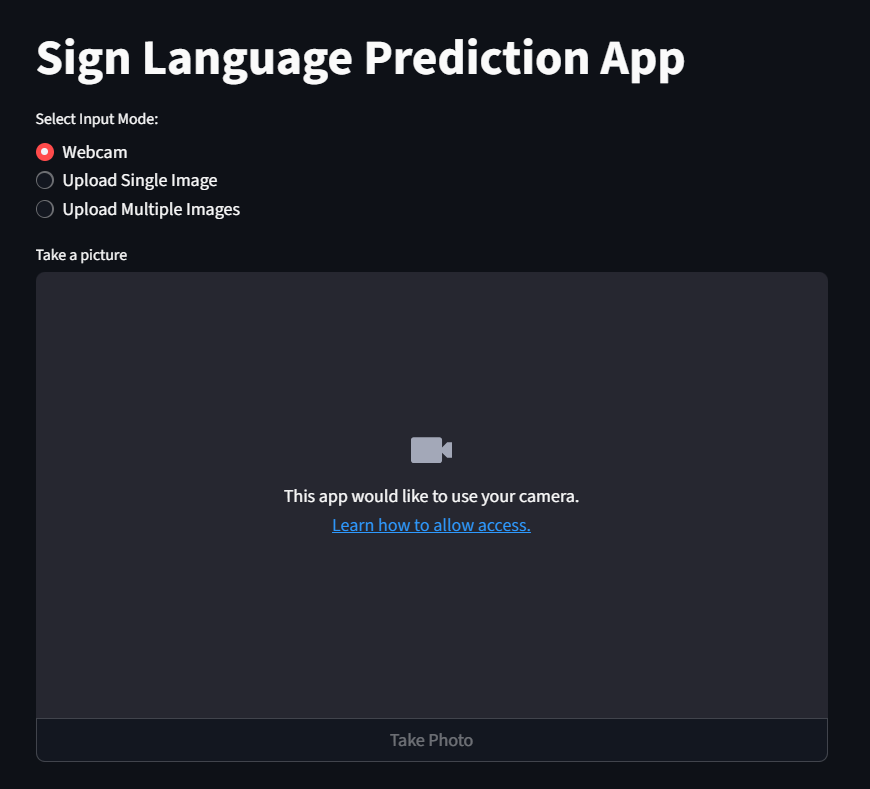 Sign Language Prediction App
Select Input Mode:
Webcam
Upload Single Image
Upload Multiple Images
Take a picture
This app would like to use your camera.
Learn how to allow access.
Take Photo